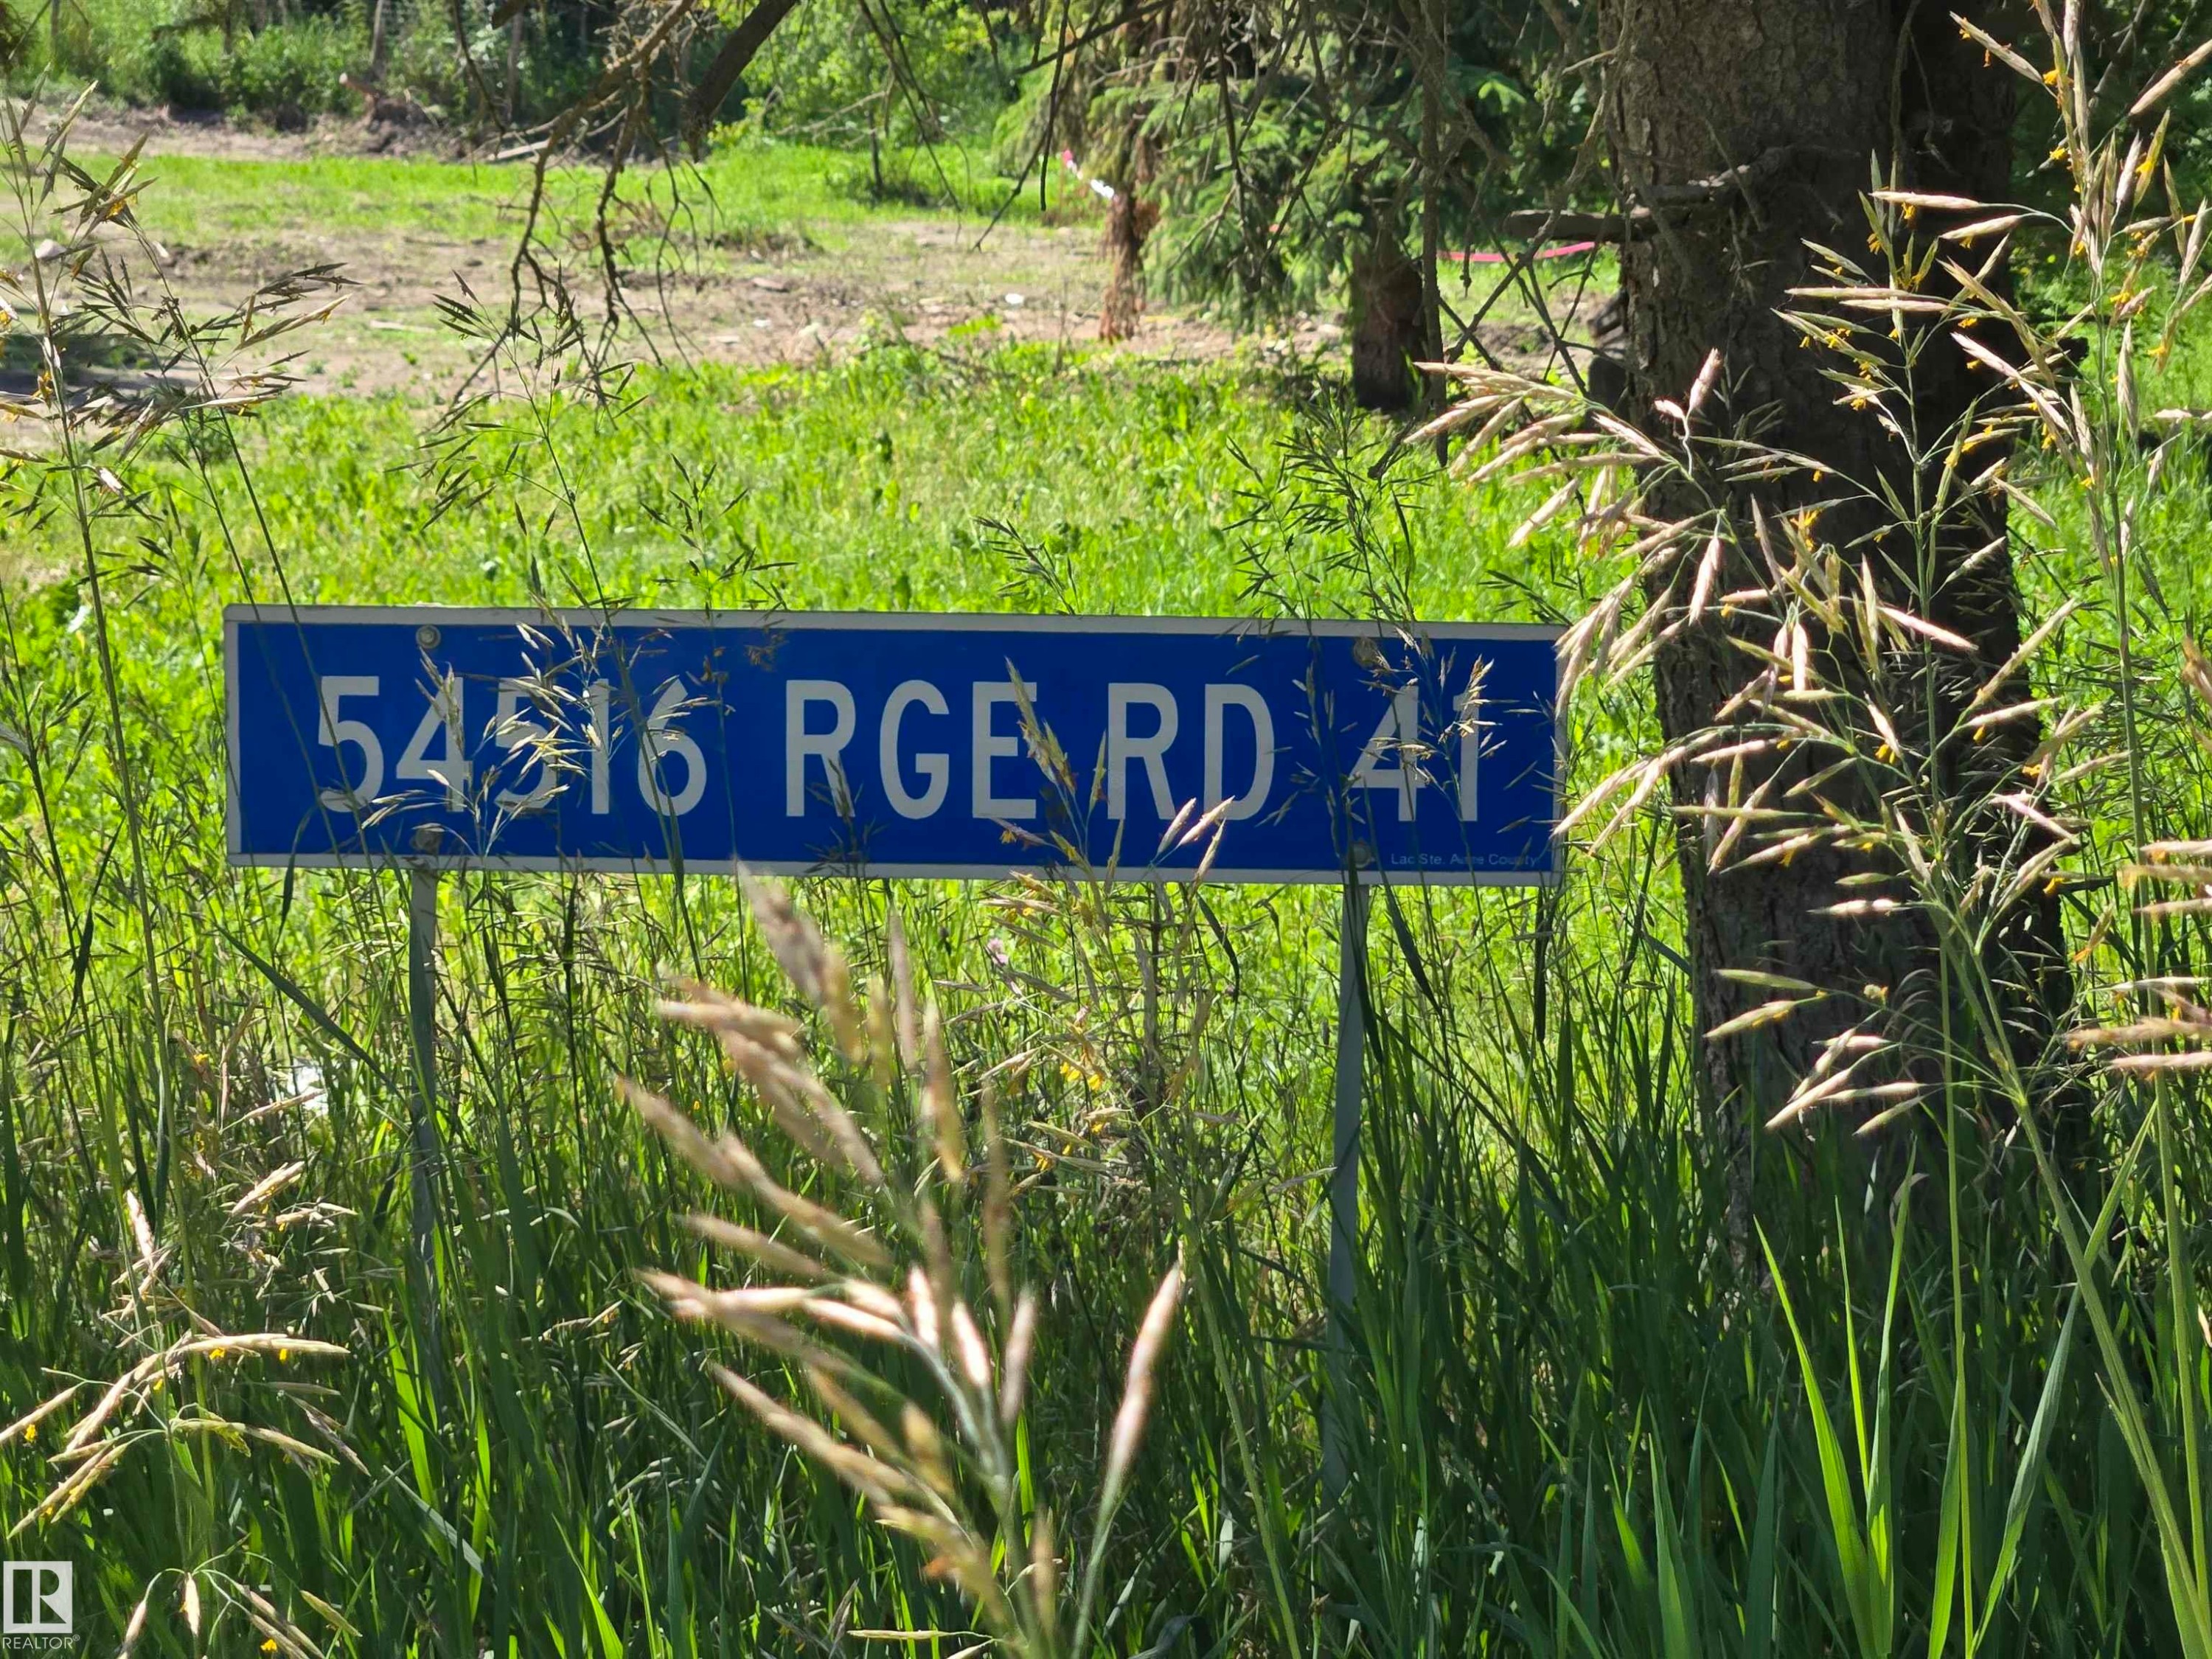 54516 RGE RD 41
Lac Ste. Anne County
REALTOR®